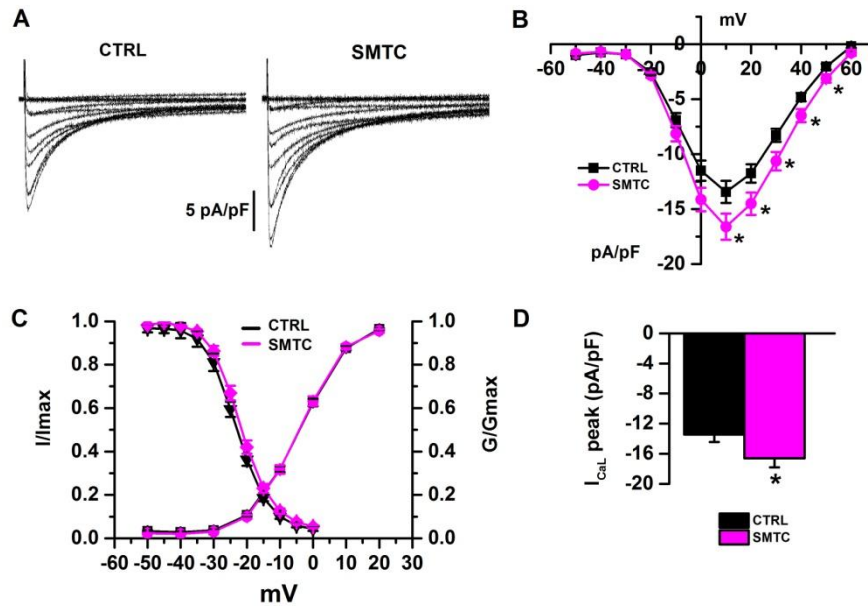 A
CTRL
SMTC
5 pA/pF
B
mV
0
-60 -40 -20 0 20 40 60
-5
-10
-15
-20
CTRL
SMTC
pA/pF
*
*
*
*
*
C
CTRL
SMTC
1.0
0.8
0.6
0.4
0.2
0.0
I/Imax
1.0
0.8
0.6
0.4
0.2
0.0
G/Gmax
-60 -50 -40 -30 -20 -10 0 10 20 30
mV
D
0
-4
-8
-12
-16
-20
ICaL peak (pA/pF)
*
CTRL
SMTC